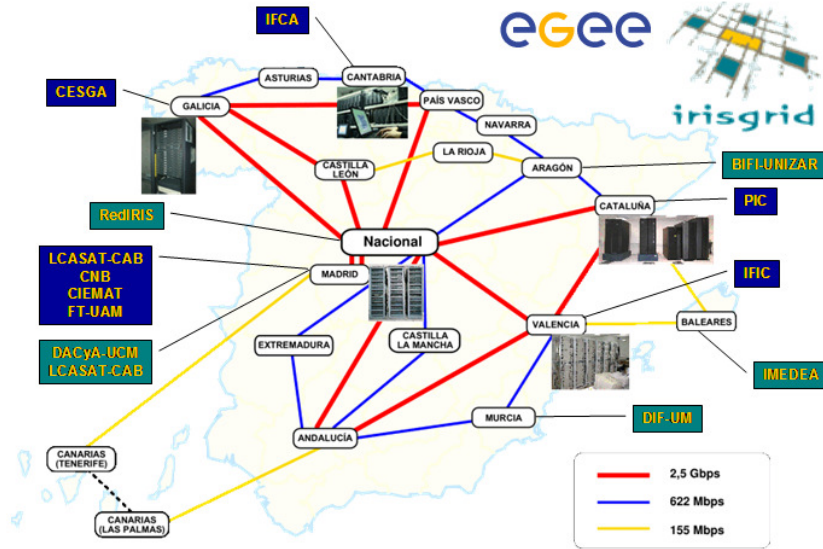 IFCA
egee
irisgrid
ASTURIAS
CANTABRIA
CESGA
GALICIA
PAÍS VASCO
NAVARRA
LA RIOJA
CASTILLA
LEÓN
ARAGÓN
BIFI-UNIZAR
RedIRIS
CATALUÑA
PIC
Nacional
LCASAT-CAB
CNB
CIEMAT
FT-UAM
MADRID
IFIC
EXTREMADURA
CASTILLA
LA MANCHA
VALENCIA
BALEARES
DACyA-UCM
LCASAT-CAB
IMEDEA
MURCIA
DIF-UM
ANDALUCÍA
CANARIAS
(TENERIFE)
CANARIAS
(LAS PALMAS)
2,5 Gbps
622 Mbps
155 Mbps